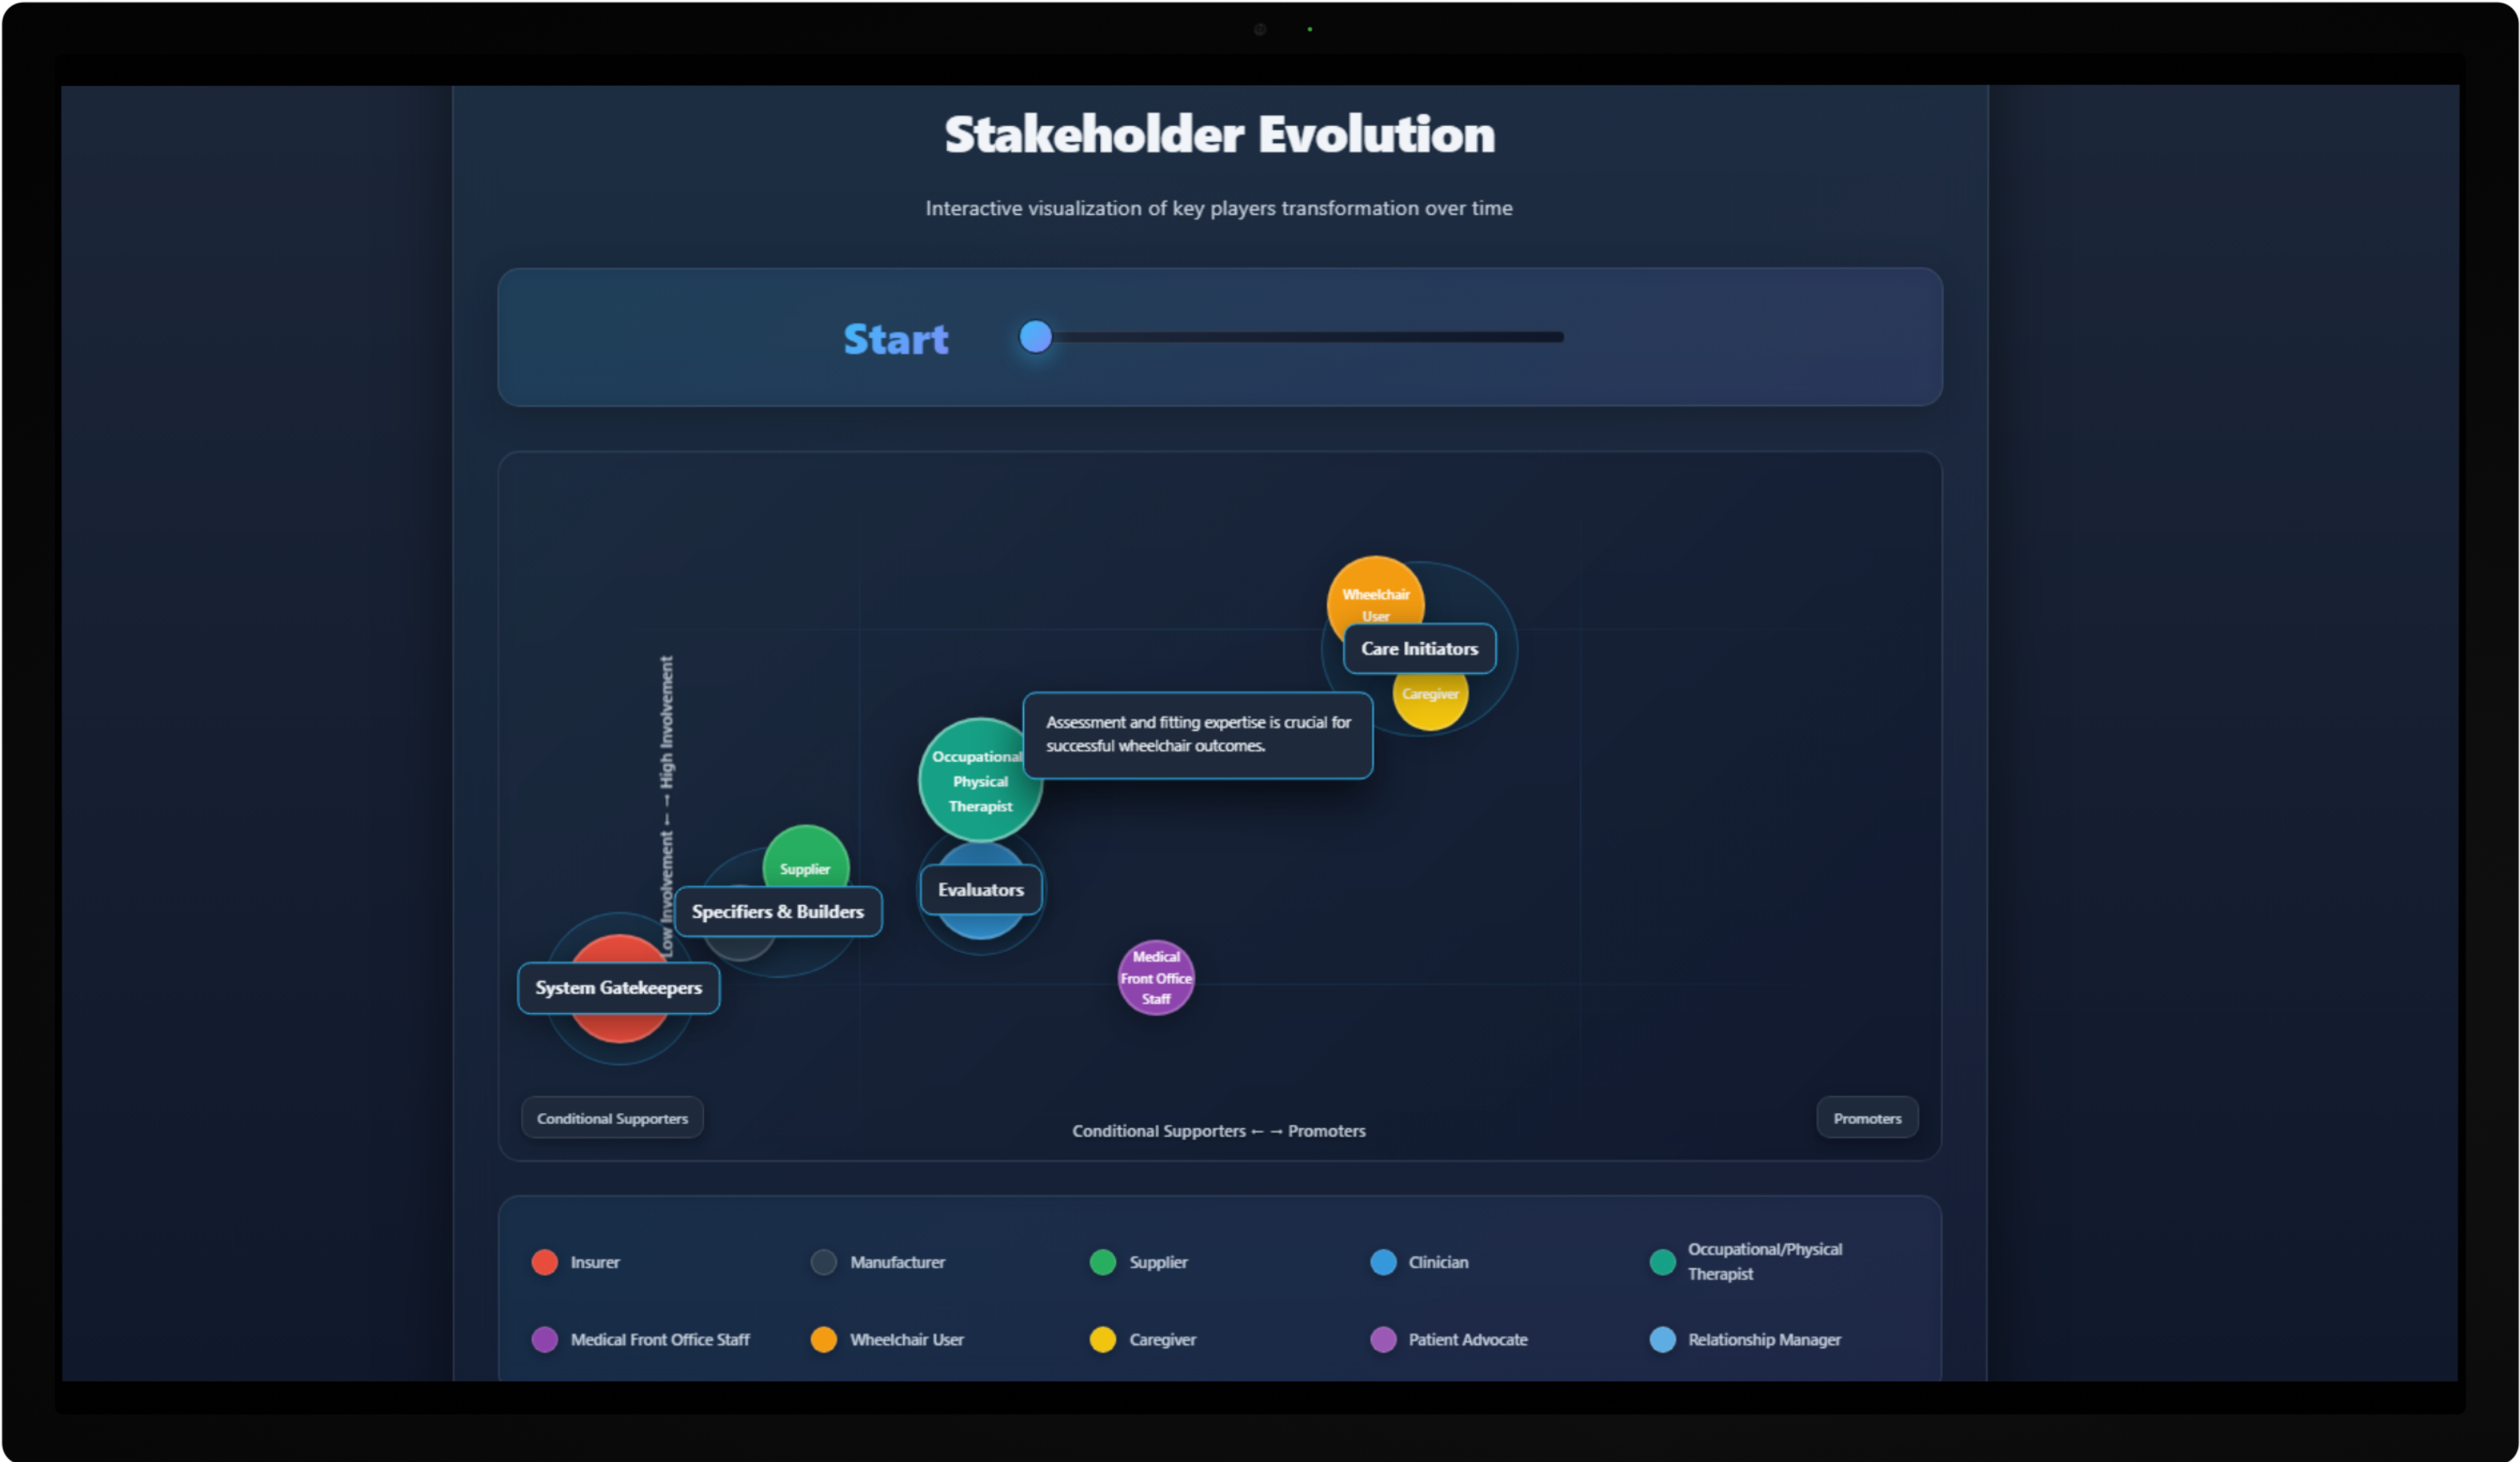 Stakeholder Evolution
Interactive visualization of key players transformation over time
Start
Wheelchair
User
Care Initiators
Caregiver
Assessment and fitting expertise is crucial for
successful wheelchair outcomes.
Occupational
Physical
Therapist
Low Involvement ← → High Involvement
Supplier
Evaluators
Specifiers & Builders
System Gatekeepers
Medical
Front Office
Staff
Conditional Supporters
Conditional Supporters ← → Promoters
Promoters
Insurer
Manufacturer
Supplier
Clinician
Occupational/Physical
Therapist
Medical Front Office Staff
Wheelchair User
Caregiver
Patient Advocate
Relationship Manager